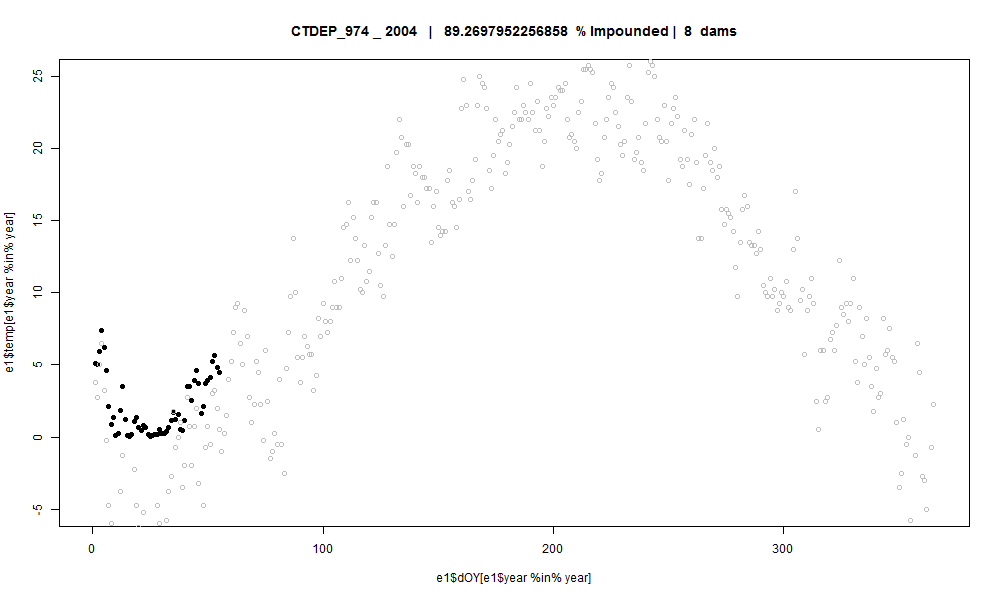 CTDEP_974 _ 2004 | 89.2697952256858 % Impounded | 8 dams
e1$temp[e1$year %in% year]
25
20
15
10
5
0
-5
0 100 200 300
e1$dOY[e1$year %in% year]